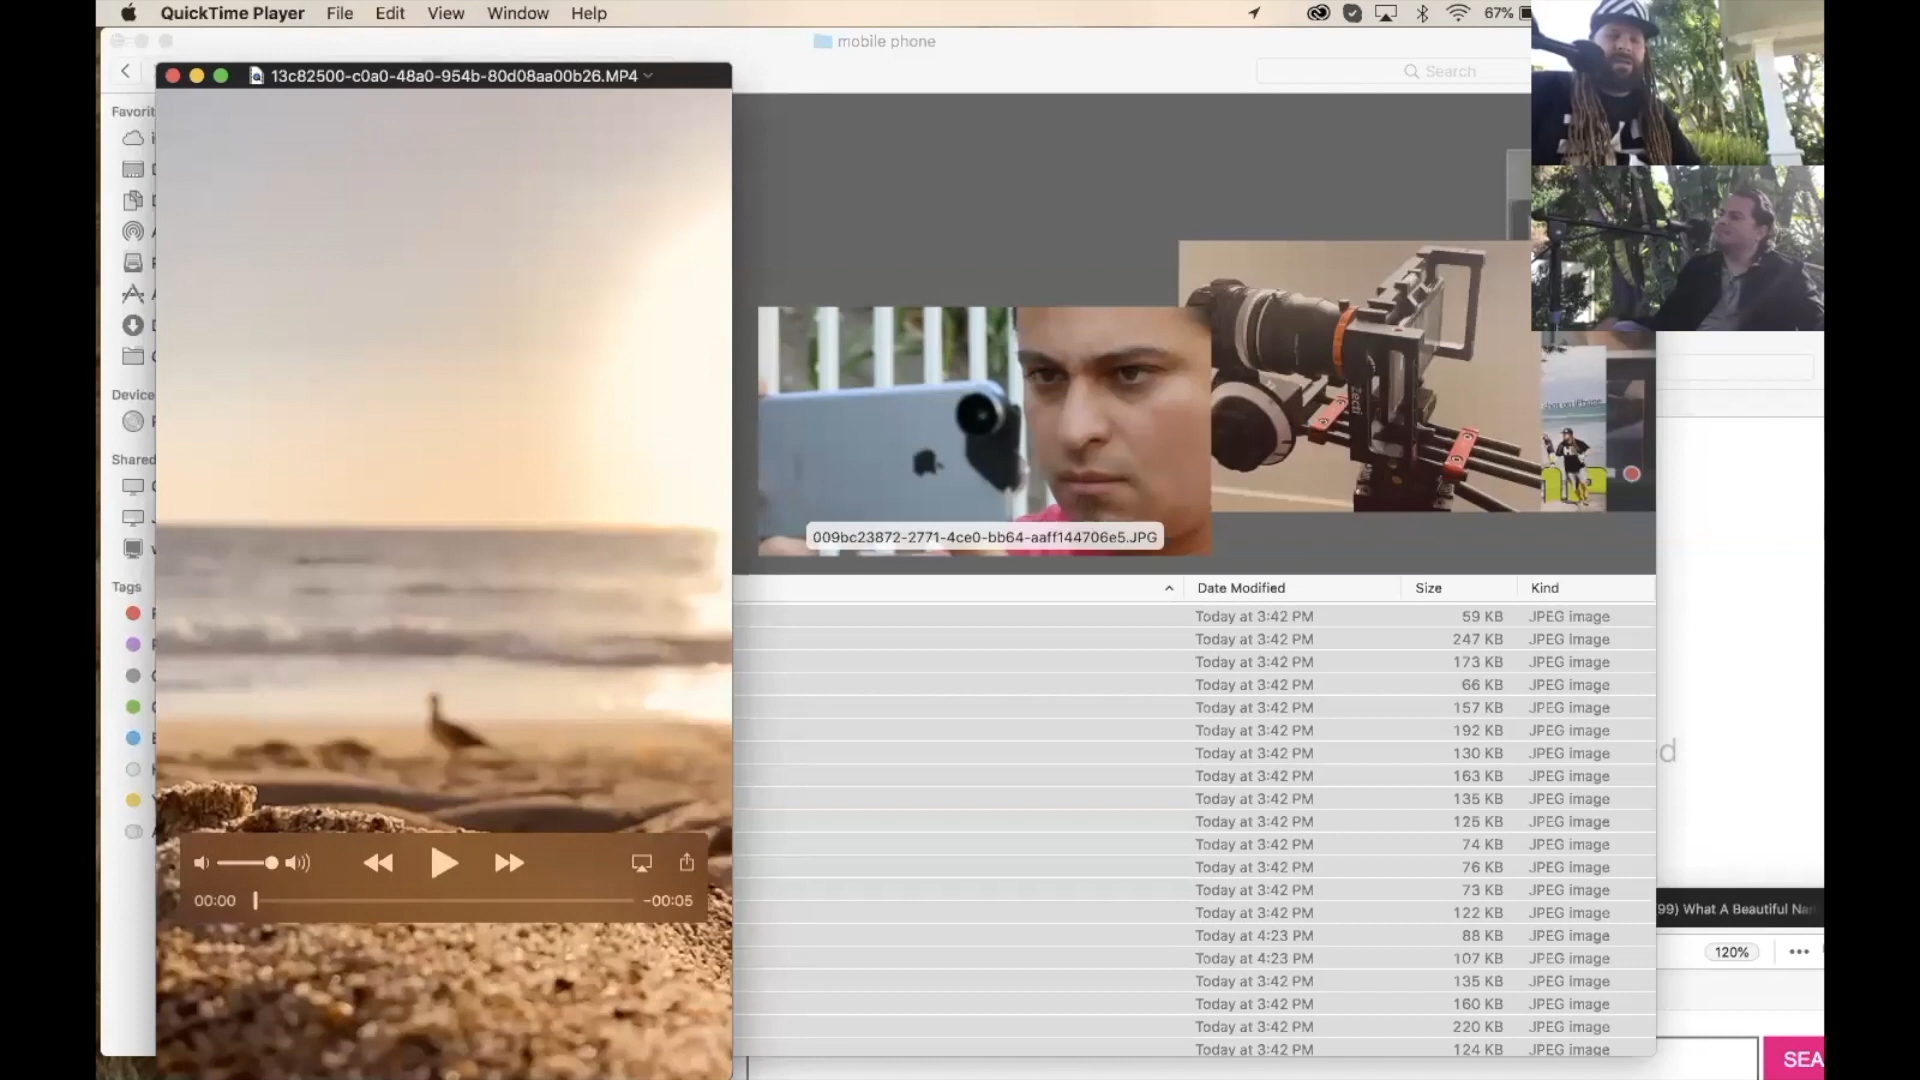 QuickTime Player File Edit View Window Help 67%
mobile phone
Search
13c82500-c0a0-48a0-954b-80d08aa00b26.MP4
Favorit
Device
Shared
Tags
shot on iPhone
Zecti
009bc23872-2771-4ce0-bb64-aaff144706e5.JPG
Date Modified Size Kind
Today at 3:42 PM 59 KB JPEG image
Today at 3:42 PM 247 KB JPEG image
Today at 3:42 PM 173 KB JPEG image
Today at 3:42 PM 66 KB JPEG image
Today at 3:42 PM 157 KB JPEG image
Today at 3:42 PM 192 KB JPEG image
Today at 3:42 PM 130 KB JPEG image
Today at 3:42 PM 163 KB JPEG image
Today at 3:42 PM 135 KB JPEG image
Today at 3:42 PM 125 KB JPEG image
Today at 3:42 PM 74 KB JPEG image
Today at 3:42 PM 76 KB JPEG image
Today at 3:42 PM 73 KB JPEG image
Today at 3:42 PM 122 KB JPEG image
Today at 4:23 PM 88 KB JPEG image
Today at 4:23 PM 107 KB JPEG image
Today at 3:42 PM 135 KB JPEG image
Today at 3:42 PM 160 KB JPEG image
Today at 3:42 PM 220 KB JPEG image
Today at 3:42 PM 124 KB JPEG image
00:00 -00:05
99) What A Beautiful Nam
120%
SEA